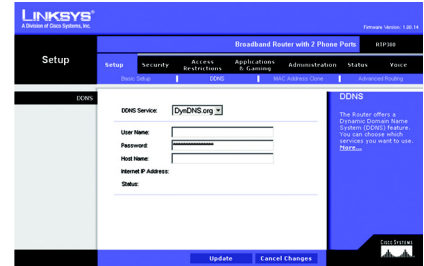 LINKSYS®
A Division of Cisco Systems, Inc.
Firmware Version: 1.00.14
Broadband Router with 2 Phone Ports
RTP300
Setup
Setup
Security
Access Restrictions
Applications & Gaming
Administration
Status
Voice
Basic Setup
DDNS
MAC Address Clone
Advanced Routing
DDNS
DDNS Service:
DynDNS.org
User Name:
Password:
Host Name:
Internet IP Address:
Status:
DDNS
The Router offers a
Dynamic Domain Name
System (DDNS) feature.
You can choose which
services you want to use.
More...
Update
Cancel Changes
Cisco Systems